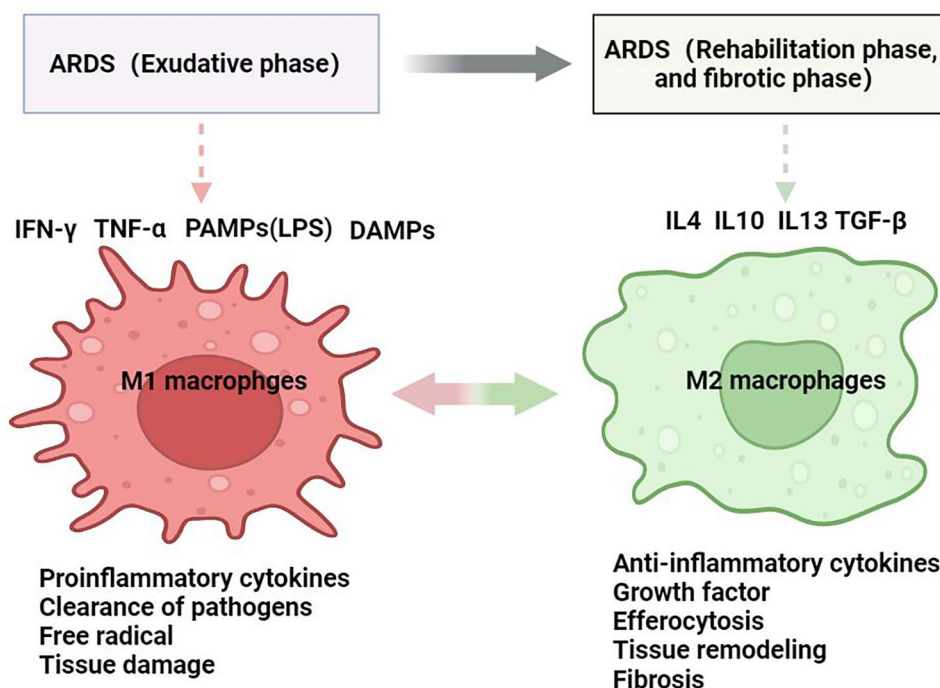 ARDS (Exudative phase)
ARDS (Rehabilitation phase,
and fibrotic phase)
IFN-γ TNF-α PAMPs(LPS) DAMPs
IL4 IL10 IL13 TGF-β
M1 macrophges
M2 macrophages
Proinflammatory cytokines
Clearance of pathogens
Free radical
Tissue damage
Anti-inflammatory cytokines
Growth factor
Efferocytosis
Tissue remodeling
Fibrosis